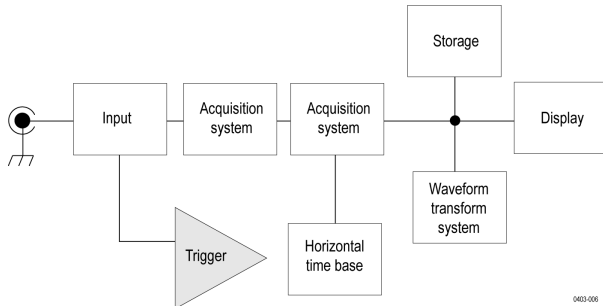 Storage
Input
Acquisition
system
Acquisition
system
Display
Waveform
transform
system
Trigger
Horizontal
time base
0403-006